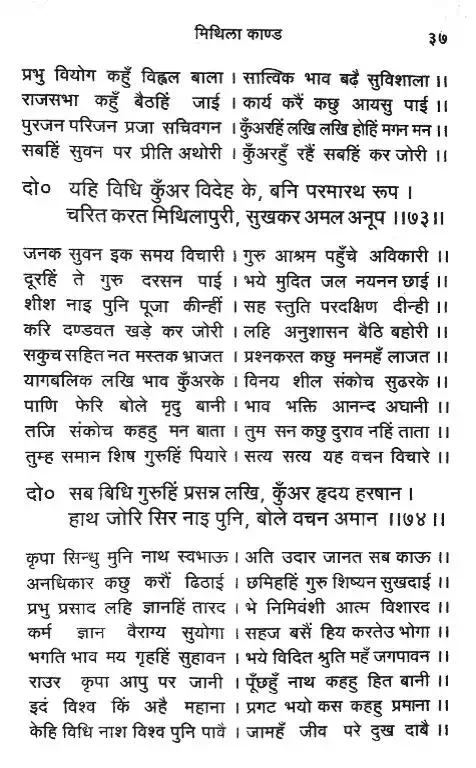 मिथिला काण्ड
३७
प्रभु वियोग कहुँ विह्वल बाला । सात्विक भाव बढ़ै सुविशाला ।।
राजसभा कहुँ बैठहिं जाई । कार्य करैं कछु आयसु पाई ।।
पुरजन परिजन प्रजा सचिवगन । कुँअरहिं लखि लखि होहिं मगन मन ।।
सबहिं सुवन पर प्रीति अथोरी । कुँअरहुँ रहैं सबहिं कर जोरी ।।
दो० यहि विधि कुँअर विदेह के, बनि परमारथ रूप ।
चरित करत मिथिलापुरी, सुखकर अमल अनूप ।।७३।।
जनक सुवन इक समय विचारी । गुरु आश्रम पहुँचे अविकारी ।।
दूरहिं ते गुरु दरसन पाई । भये मुदित जल नयनन छाई ।।
शीश नाइ पुनि पूजा कीन्हीं । सह स्तुति परदक्षिण दीन्ही ।।
करि दण्डवत खड़े कर जोरी । लहि अनुशासन बैठि बहोरी ।।
सकुच सहित नत मस्तक भ्राजत । प्रश्नकरत कछु मनमहँ लाजत ।।
यागबलिक लखि भाव कुँअरके । विनय शील संकोच सुढरके ।।
पाणि फेरि बोले मृदु बानी । भाव भक्ति आनन्द अघानी ।।
तजि संकोच कहहु मन बाता । तुम सन कछु दुराव नहिं ताता ।।
तुम्ह समान शिष गुरुहिं पियारे । सत्य सत्य यह वचन विचारे ।।
दो० सब बिधि गुरुहिं प्रसन्न लखि, कुँअर हृदय हरषान ।
हाथ जोरि सिर नाइ पुनि, बोले वचन अमान ।।७४।।
कृपा सिन्धु मुनि नाथ स्वभाऊ । अति उदार जानत सब काऊ ।।
अनधिकार कछु करौं ढिठाई । छमिहहिं गुरु शिष्यन सुखदाई ।।
प्रभु प्रसाद लहि ज्ञानहिं तारद । भे निमिवंशी आत्म विशारद ।।
कर्म ज्ञान वैराग्य सुयोगा । सहज बसैं हिय करतेउ भोगा ।।
भगति भाव मय गृहहिं सुहावन । भये विदित श्रुति महँ जगपावन ।।
राउर कृपा आपु पर जानी । पूँछहुँ नाथ कहहु हित बानी ।।
इदं विश्व किं अहै महाना । प्रगट भयो कस कहहु प्रमाना ।।
केहि विधि नाश विश्व पुनि पावै । जामहँ जीव परे दुख दाबै ।।